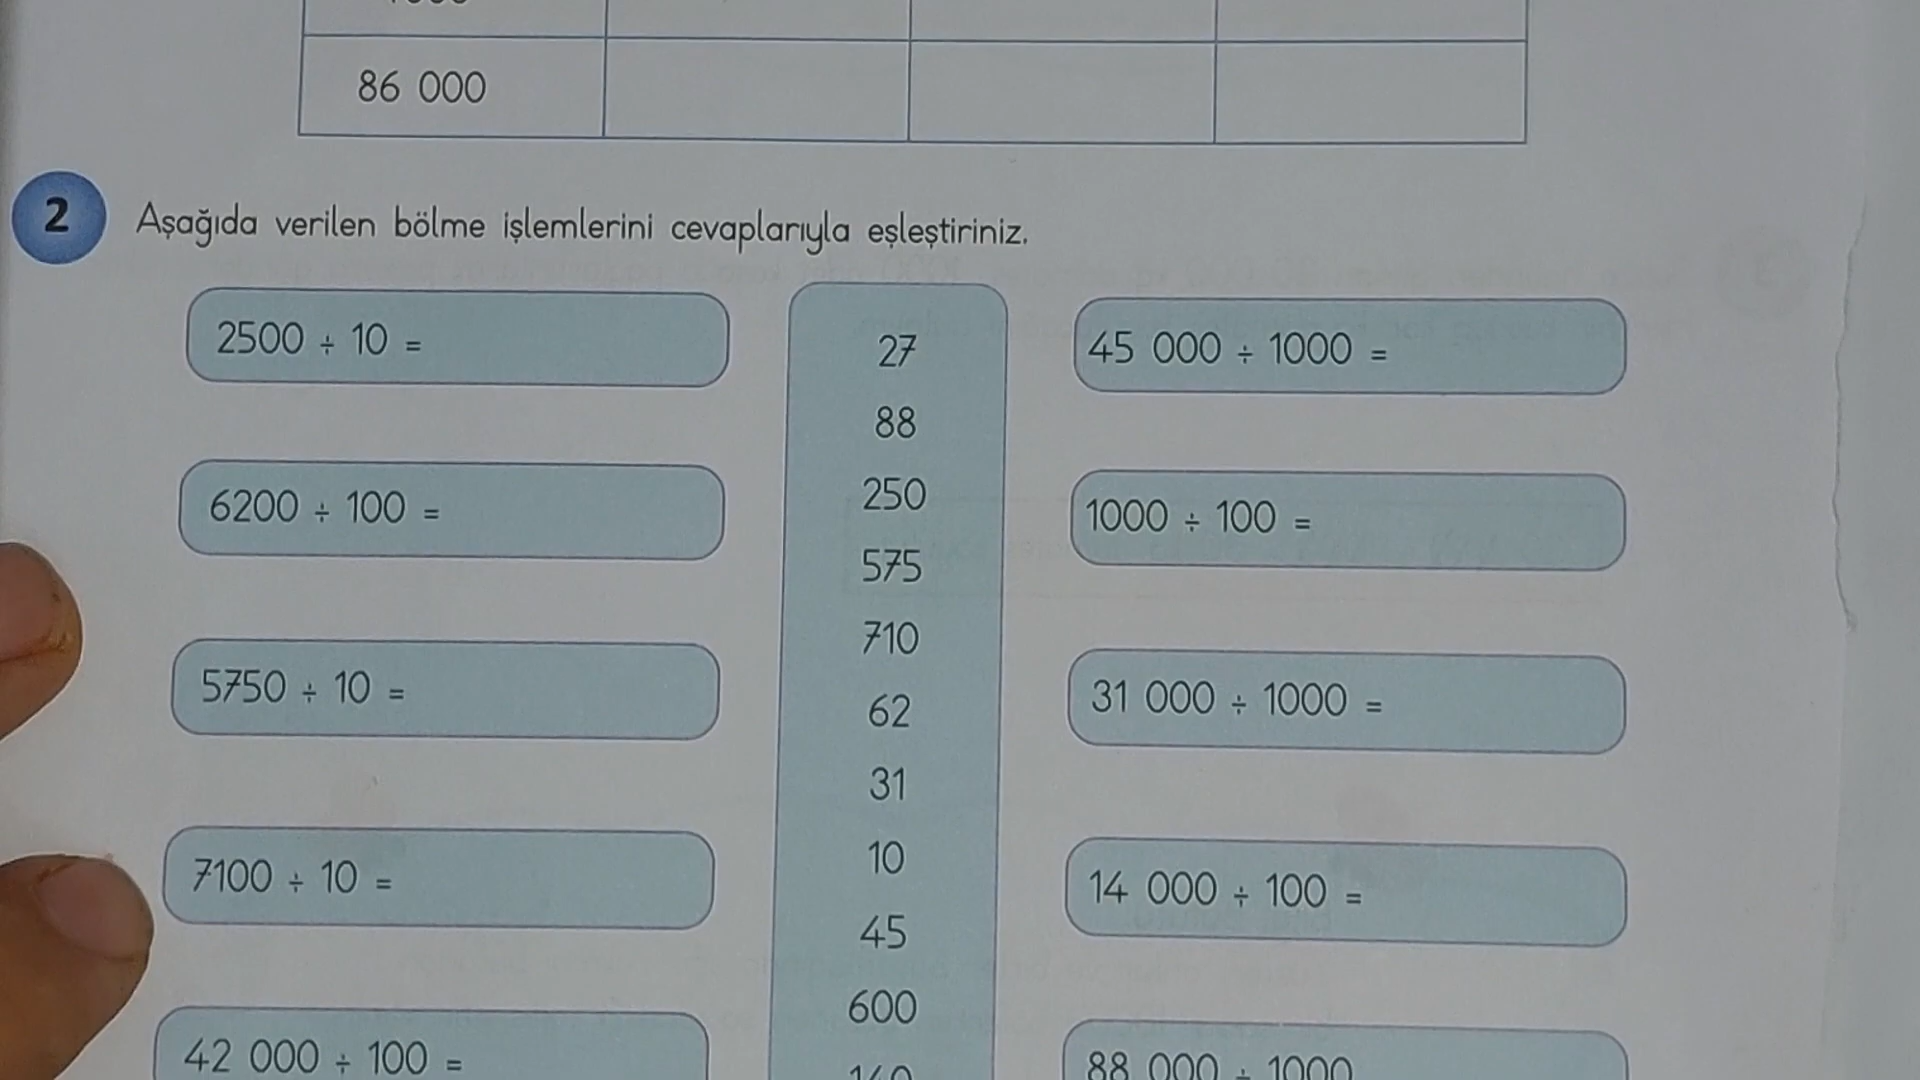 86 000
2 Aşağıda verilen bölme işlemlerini cevaplarıyla eşleştiriniz.
2500 ÷ 10 =
6200 ÷ 100 =
5750 ÷ 10 =
7100 ÷ 10 =
42 000 ÷ 100 =
27
88
250
575
710
62
31
10
45
600
140
45 000 ÷ 1000 =
1000 ÷ 100 =
31 000 ÷ 1000 =
14 000 ÷ 100 =
88 000 ÷ 1000